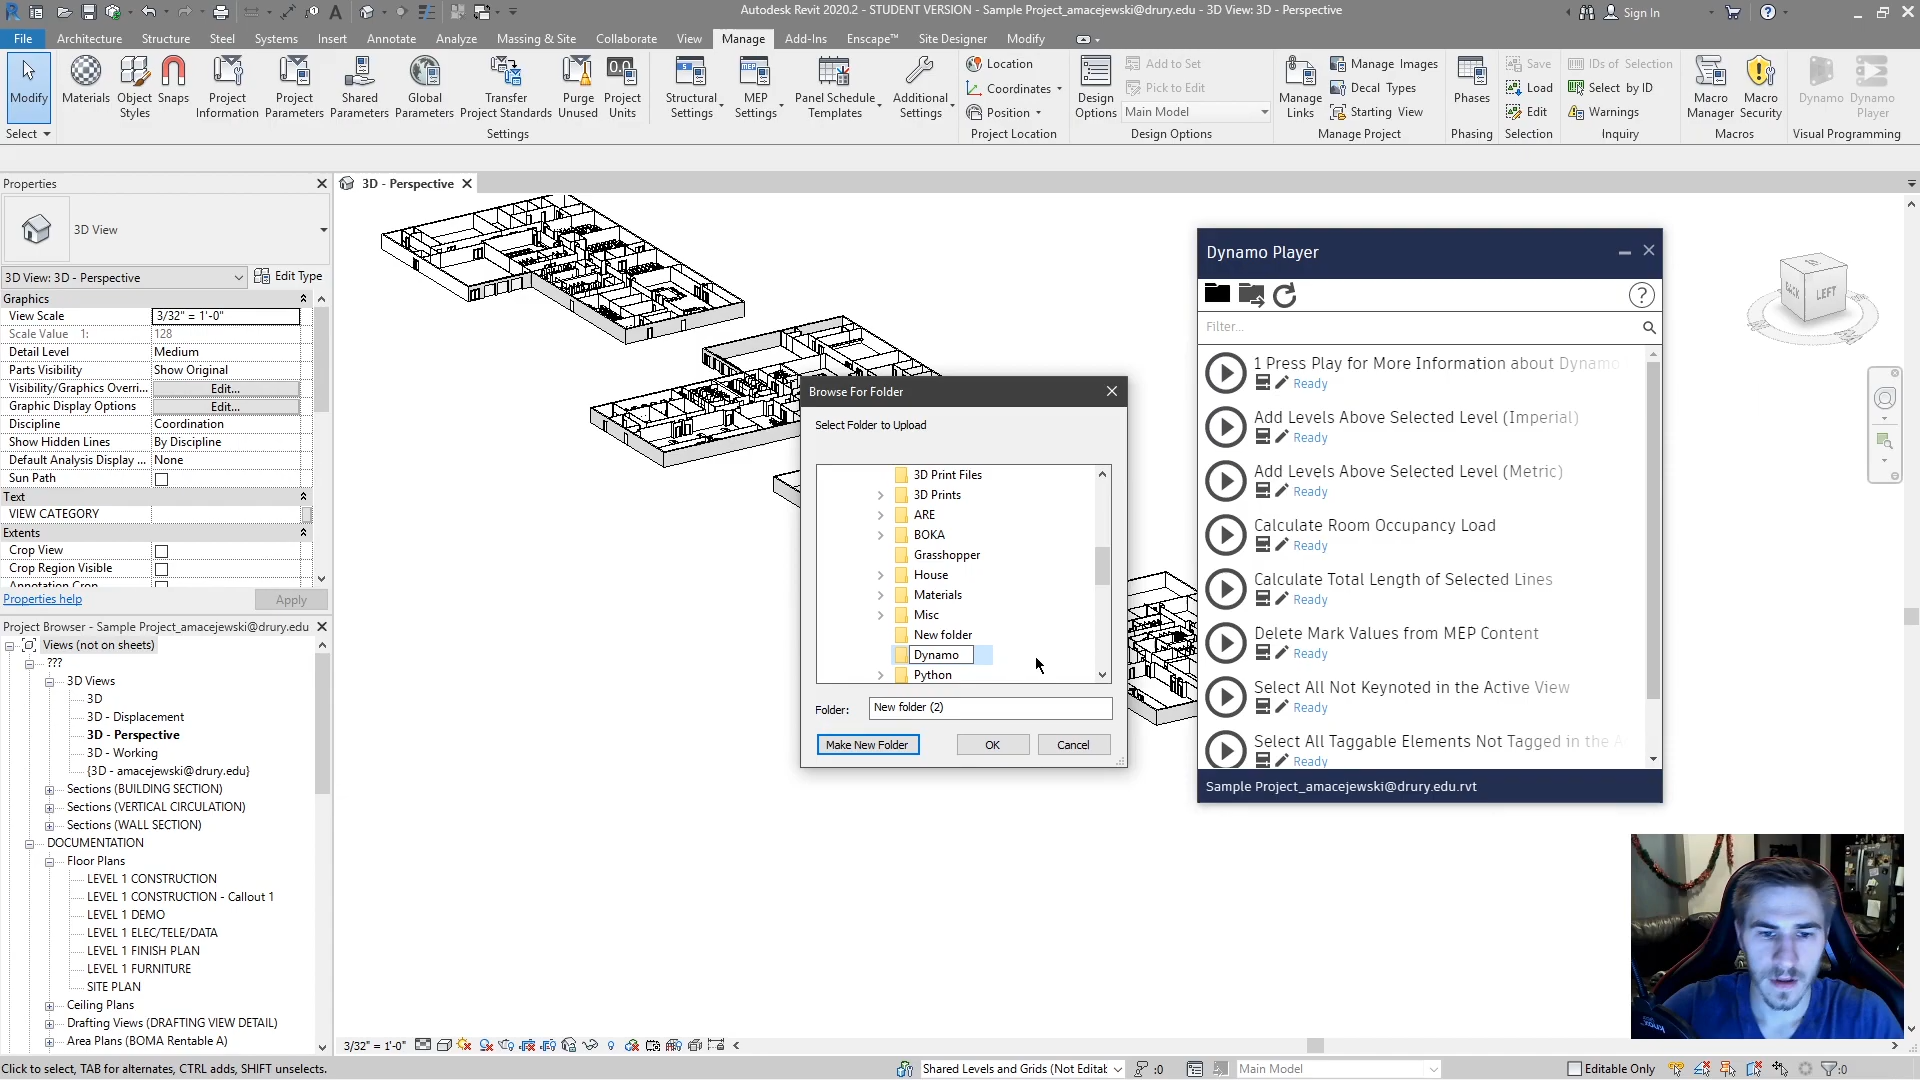 Autodesk Revit 2020.2 - STUDENT VERSION - Sample Project_amacejewski@drury.edu - 3D View: 3D - Perspective
Sign In
File Architecture Structure Steel Systems Insert Annotate Analyze Massing & Site Collaborate View Manage Add-Ins Enscape™ Site Designer Modify
Modify
Materials
Object Styles
Snaps
Project Information
Project Parameters
Shared Parameters
Global Parameters
Transfer Project Standards
Purge Unused
Project Units
Structural Settings
MEP Settings
Panel Schedule Templates
Additional Settings
Location
Coordinates
Position
Design Options
Add to Set
Pick to Edit
Main Model
Manage Links
Manage Images
Decal Types
Starting View
Phases
Save
Load
Edit
IDs of Selection
Select by ID
Warnings
Macro Manager
Macro Security
Dynamo
Dynamo Player
Select
Settings
Project Location
Design Options
Manage Project
Phasing
Selection
Inquiry
Macros
Visual Programming
Properties
3D View
3D View: 3D - Perspective
Edit Type
Graphics
View Scale 3/32" = 1'-0"
Scale Value 1: 128
Detail Level Medium
Parts Visibility Show Original
Visibility/Graphics Overri... Edit...
Graphic Display Options Edit...
Discipline Coordination
Show Hidden Lines By Discipline
Default Analysis Display ... None
Sun Path
Text
VIEW CATEGORY
Extents
Crop View
Crop Region Visible
Annotation Crop
Properties help
Apply
Project Browser - Sample Project_amacejewski@drury.edu
Views (not on sheets)
???
3D Views
3D
3D - Displacement
3D - Perspective
3D - Working
{3D - amacejewski@drury.edu}
Sections (BUILDING SECTION)
Sections (VERTICAL CIRCULATION)
Sections (WALL SECTION)
DOCUMENTATION
Floor Plans
LEVEL 1 CONSTRUCTION
LEVEL 1 CONSTRUCTION - Callout 1
LEVEL 1 DEMO
LEVEL 1 ELEC/TELE/DATA
LEVEL 1 FINISH PLAN
LEVEL 1 FURNITURE
SITE PLAN
Ceiling Plans
Drafting Views (DRAFTING VIEW DETAIL)
Area Plans (BOMA Rentable A)
3D - Perspective
BACK
LEFT
Browse For Folder
Select Folder to Upload
3D Print Files
3D Prints
ARE
BOKA
Grasshopper
House
Materials
Misc
New folder
Dynamo
Python
Folder: New folder (2)
Make New Folder
OK
Cancel
Dynamo Player
Filter...
1 Press Play for More Information about Dynamo
Ready
Add Levels Above Selected Level (Imperial)
Ready
Add Levels Above Selected Level (Metric)
Ready
Calculate Room Occupancy Load
Ready
Calculate Total Length of Selected Lines
Ready
Delete Mark Values from MEP Content
Ready
Select All Not Keynoted in the Active View
Ready
Select All Taggable Elements Not Tagged in the
Ready
Sample Project_amacejewski@drury.edu.rvt
3/32" = 1'-0"
Click to select, TAB for alternates, CTRL adds, SHIFT unselects.
Shared Levels and Grids (Not Editab
:0
Main Model
Editable Only
:0